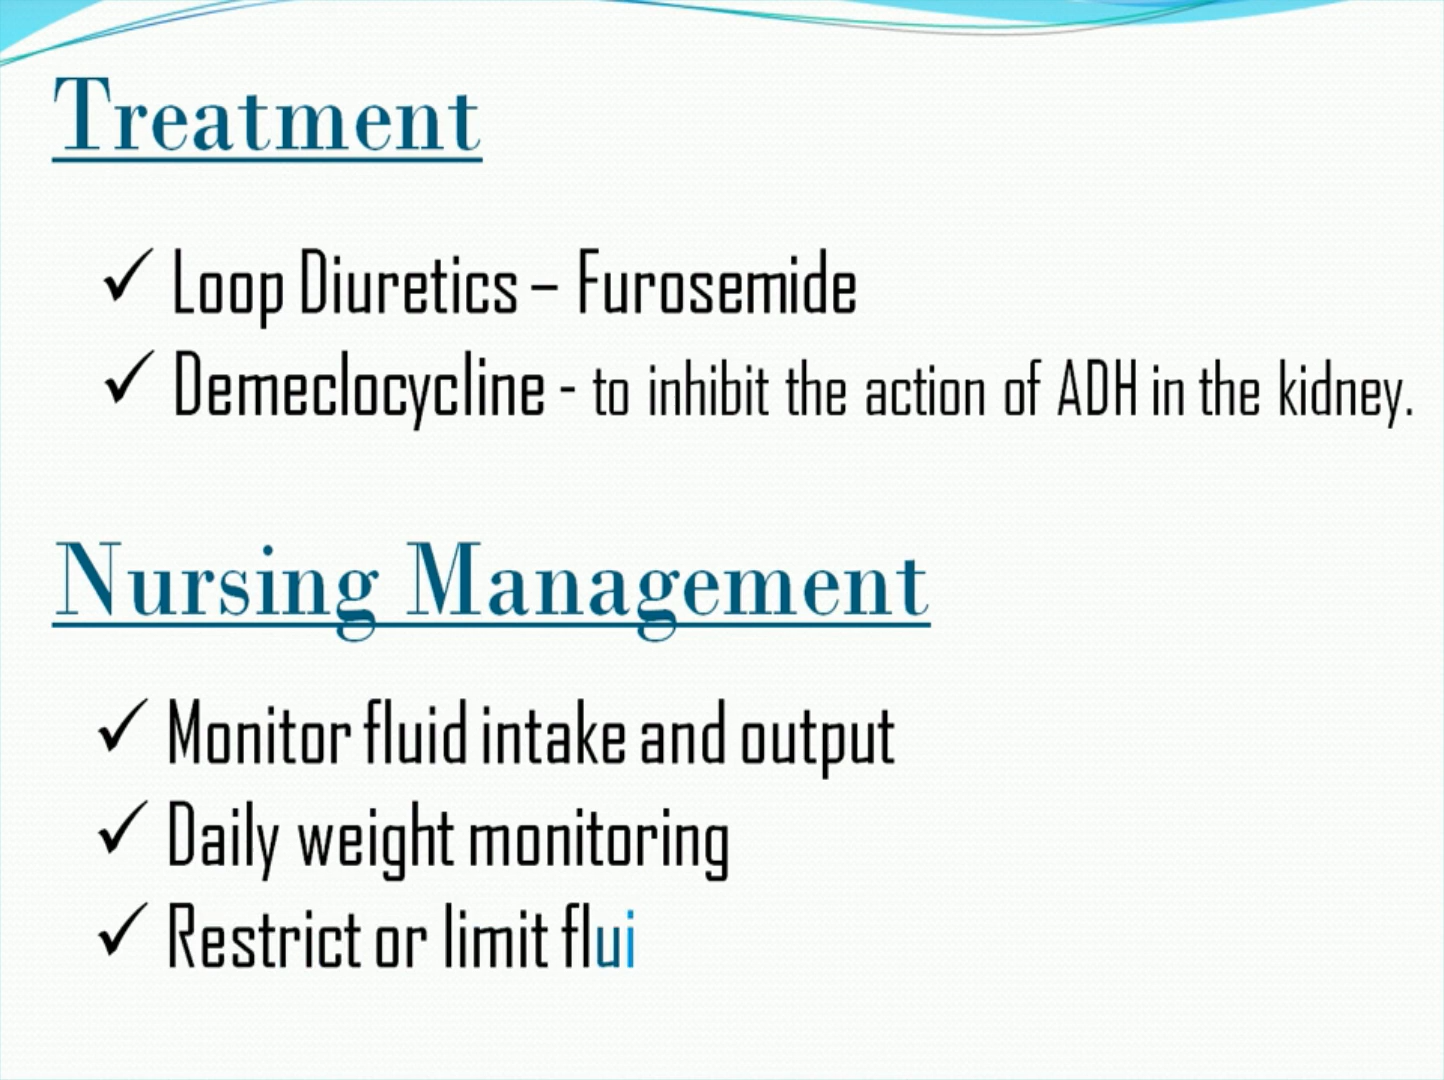 Treatment
✓ Loop Diuretics – Furosemide
✓ Demeclocycline - to inhibit the action of ADH in the kidney.
Nursing Management
✓ Monitor fluid intake and output
✓ Daily weight monitoring
✓ Restrict or limit flui